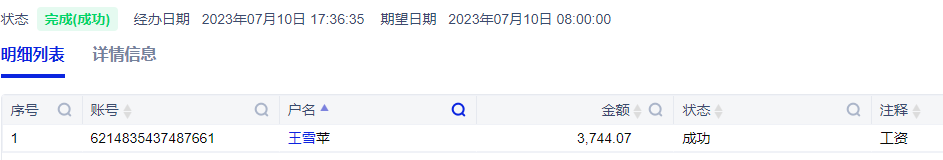 状态 完成(成功) 经办日期 2023年07月10日 17:36:35 期望日期 2023年07月10日 08:00:00
明细列表 详情信息
序号 账号 户名 金额 状态 注释
1 6214835437487661 王雪苹 3,744.07 成功 工资